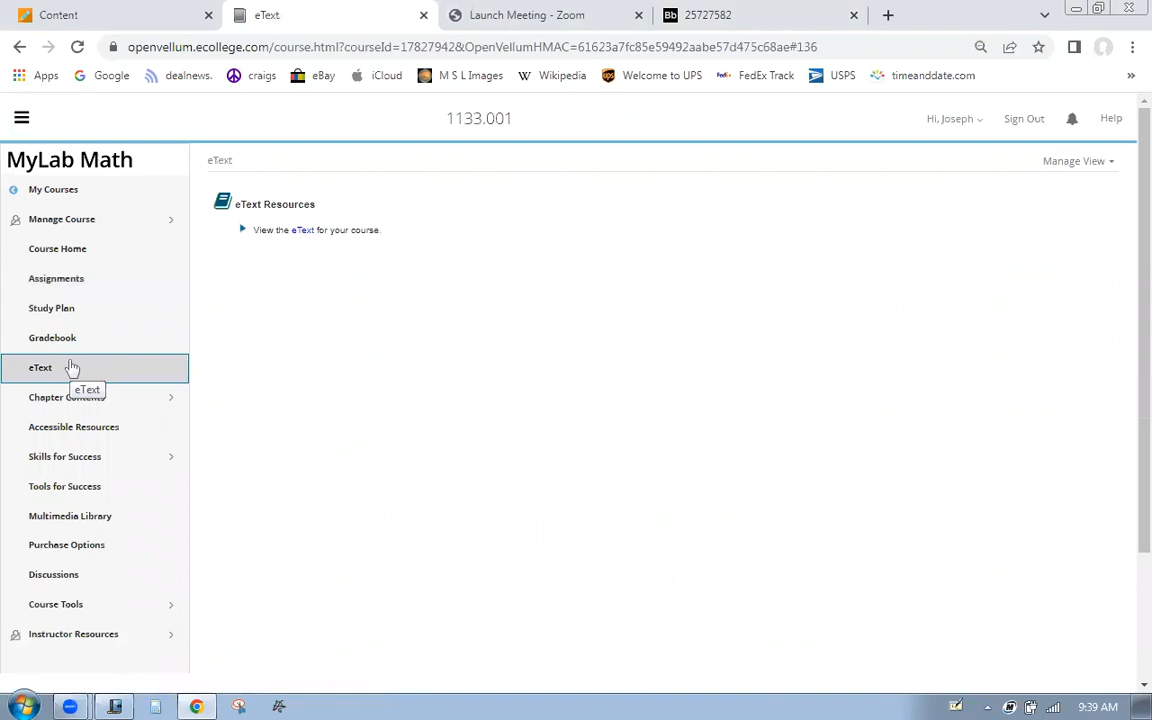 Content
eText
Launch Meeting - Zoom
Bb 25727582
openvellum.ecollege.com/course.html?courseId=17827942&OpenVellumHMAC=61623a7fc85e59492aabe57d475c68ae#136
Apps
Google
dealnews.
craigs
eBay
iCloud
M S L Images
W Wikipedia
Welcome to UPS
FedEx Track
USPS
timeanddate.com
»
1133.001
Hi, Joseph
Sign Out
Help
MyLab Math
eText
Manage View
My Courses
eText Resources
Manage Course
View the eText for your course.
Course Home
Assignments
Study Plan
Gradebook
eText
eText
Chapter Contents
Accessible Resources
Skills for Success
Tools for Success
Multimedia Library
Purchase Options
Discussions
Course Tools
Instructor Resources
9:39 AM